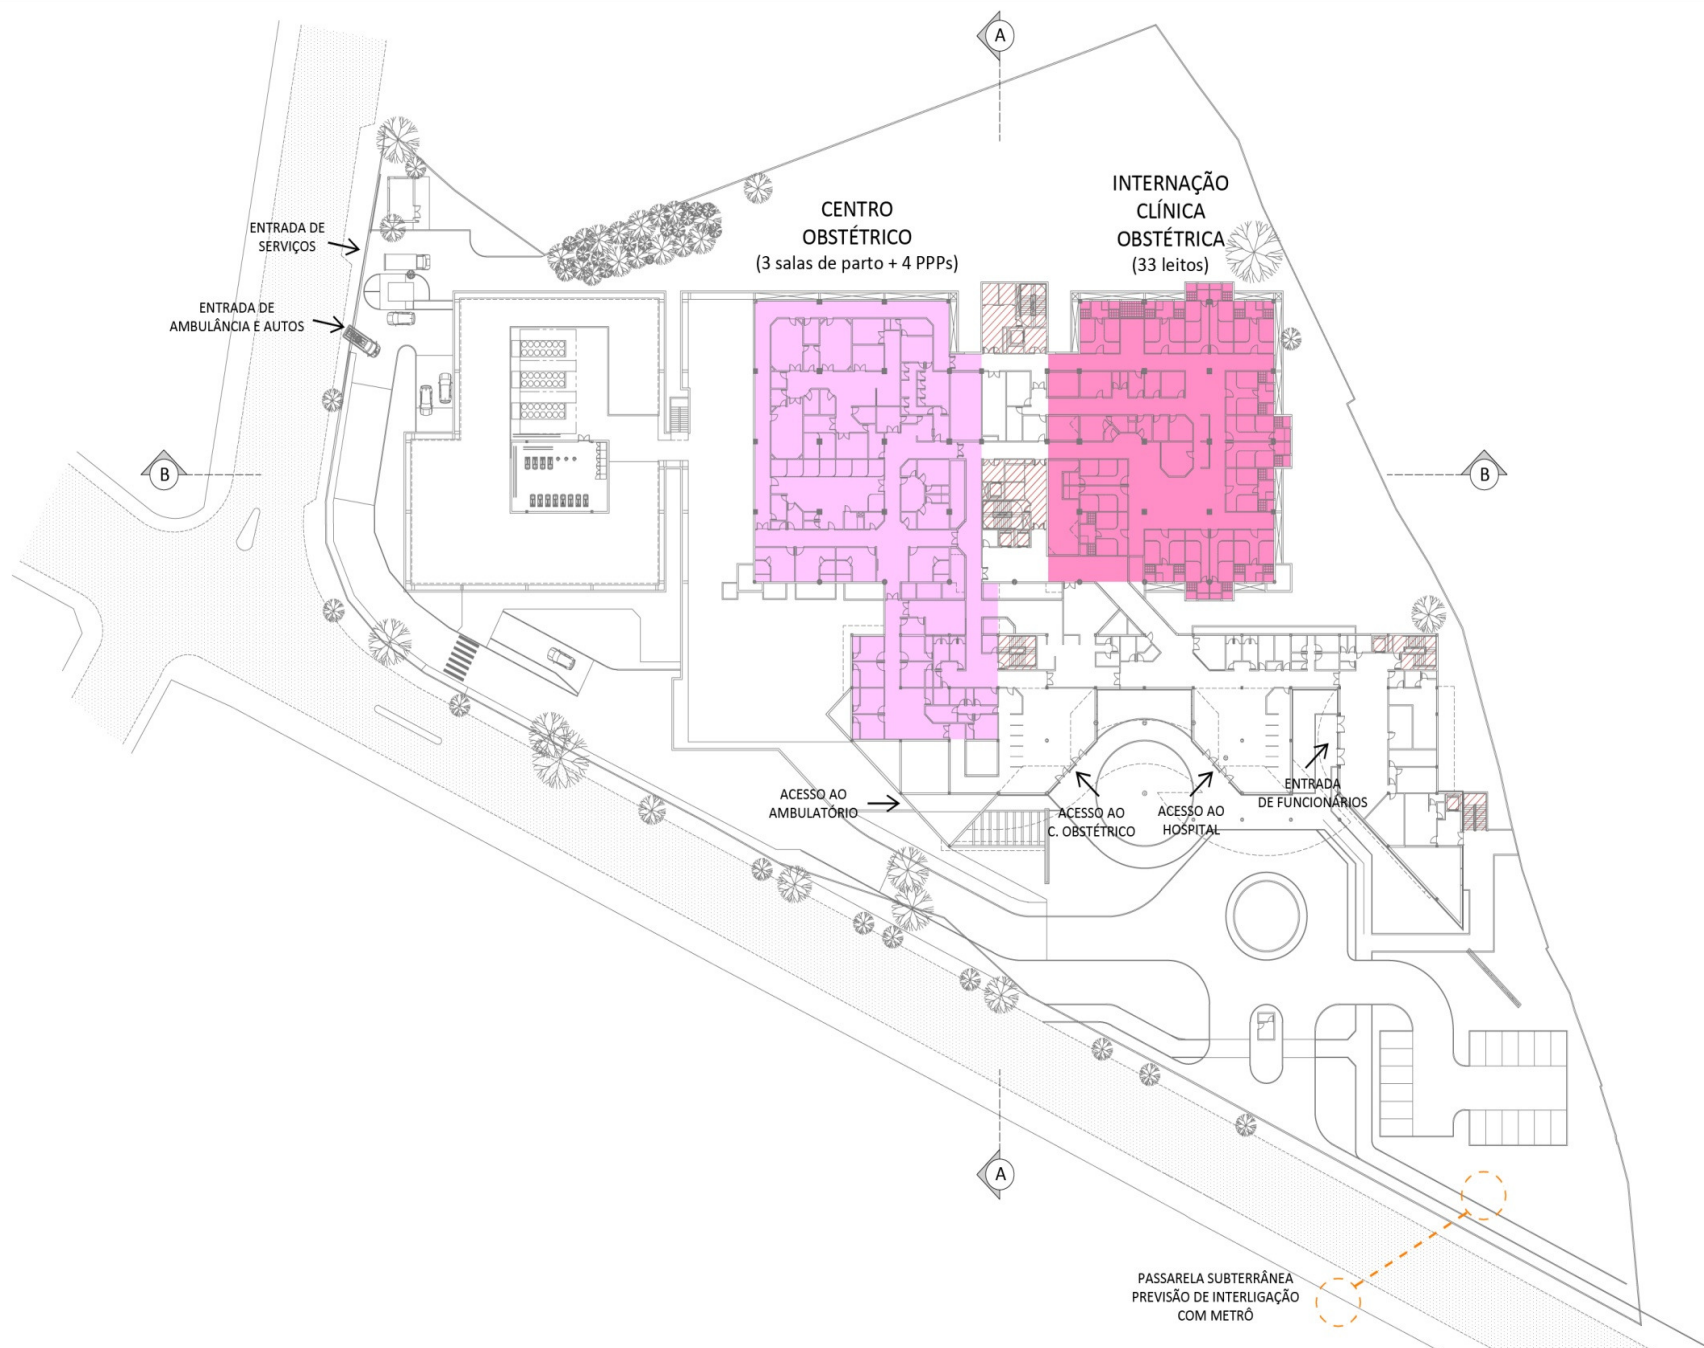 A
INTERNAÇÃO
CLÍNICA
OBSTÉTRICA
(33 leitos)
CENTRO
OBSTÉTRICO
(3 salas de parto + 4 PPPs)
ENTRADA DE
SERVIÇOS
ENTRADA DE
AMBULÂNCIA E AUTOS
B
B
ACESSO AO
AMBULATÓRIO
ACESSO AO
C. OBSTÉTRICO
ACESSO AO
HOSPITAL
ENTRADA
DE FUNCIONÁRIOS
A
PASSARELA SUBTERRÂNEA
PREVISÃO DE INTERLIGAÇÃO
COM METRÔ